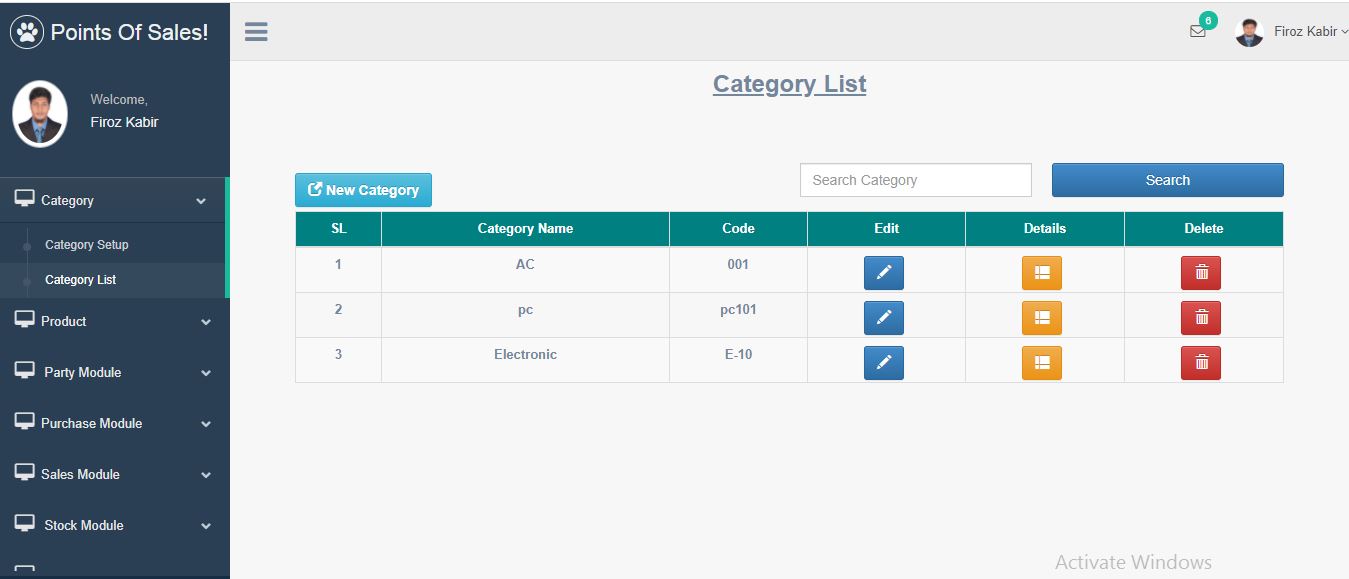 Points Of Sales!
6
Firoz Kabir
Welcome,
Firoz Kabir
Category
Category Setup
Category List
Product
Party Module
Purchase Module
Sales Module
Stock Module
Category List
New Category
Search Category
Search
SL Category Name Code Edit Details Delete
1 AC 001
2 pc pc101
3 Electronic E-10
Activate Windows